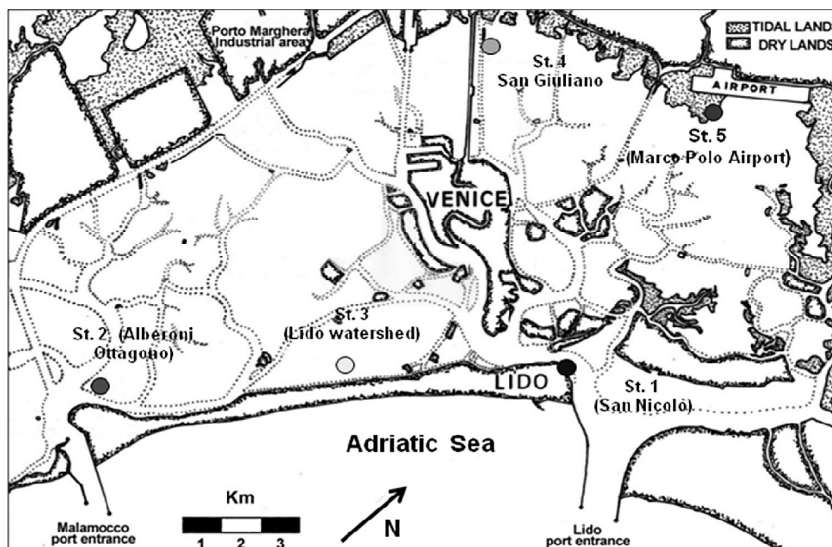 Porto Marghera
Industrial area
St. 4
San Giuliano
TIDAL LANDS
DRY LANDS
AIRPORT
St. 5
(Marco Polo Airport)
VENICE
St. 2 (Alberoni
Ottagono)
St. 3
(Lido watershed)
LIDO
St. 1
(San Nicolò)
Adriatic Sea
Km
1 2 3
N
Malamocco
port entrance
Lido
port entrance